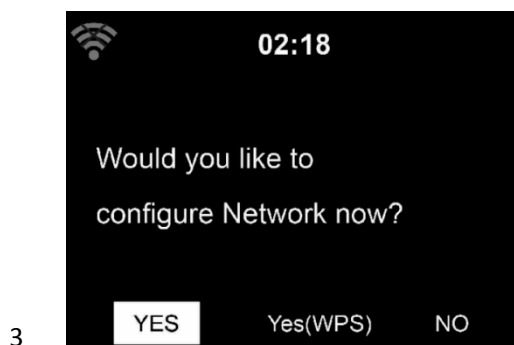 02:18
Would you like to
configure Network now?
YES Yes(WPS) NO
3